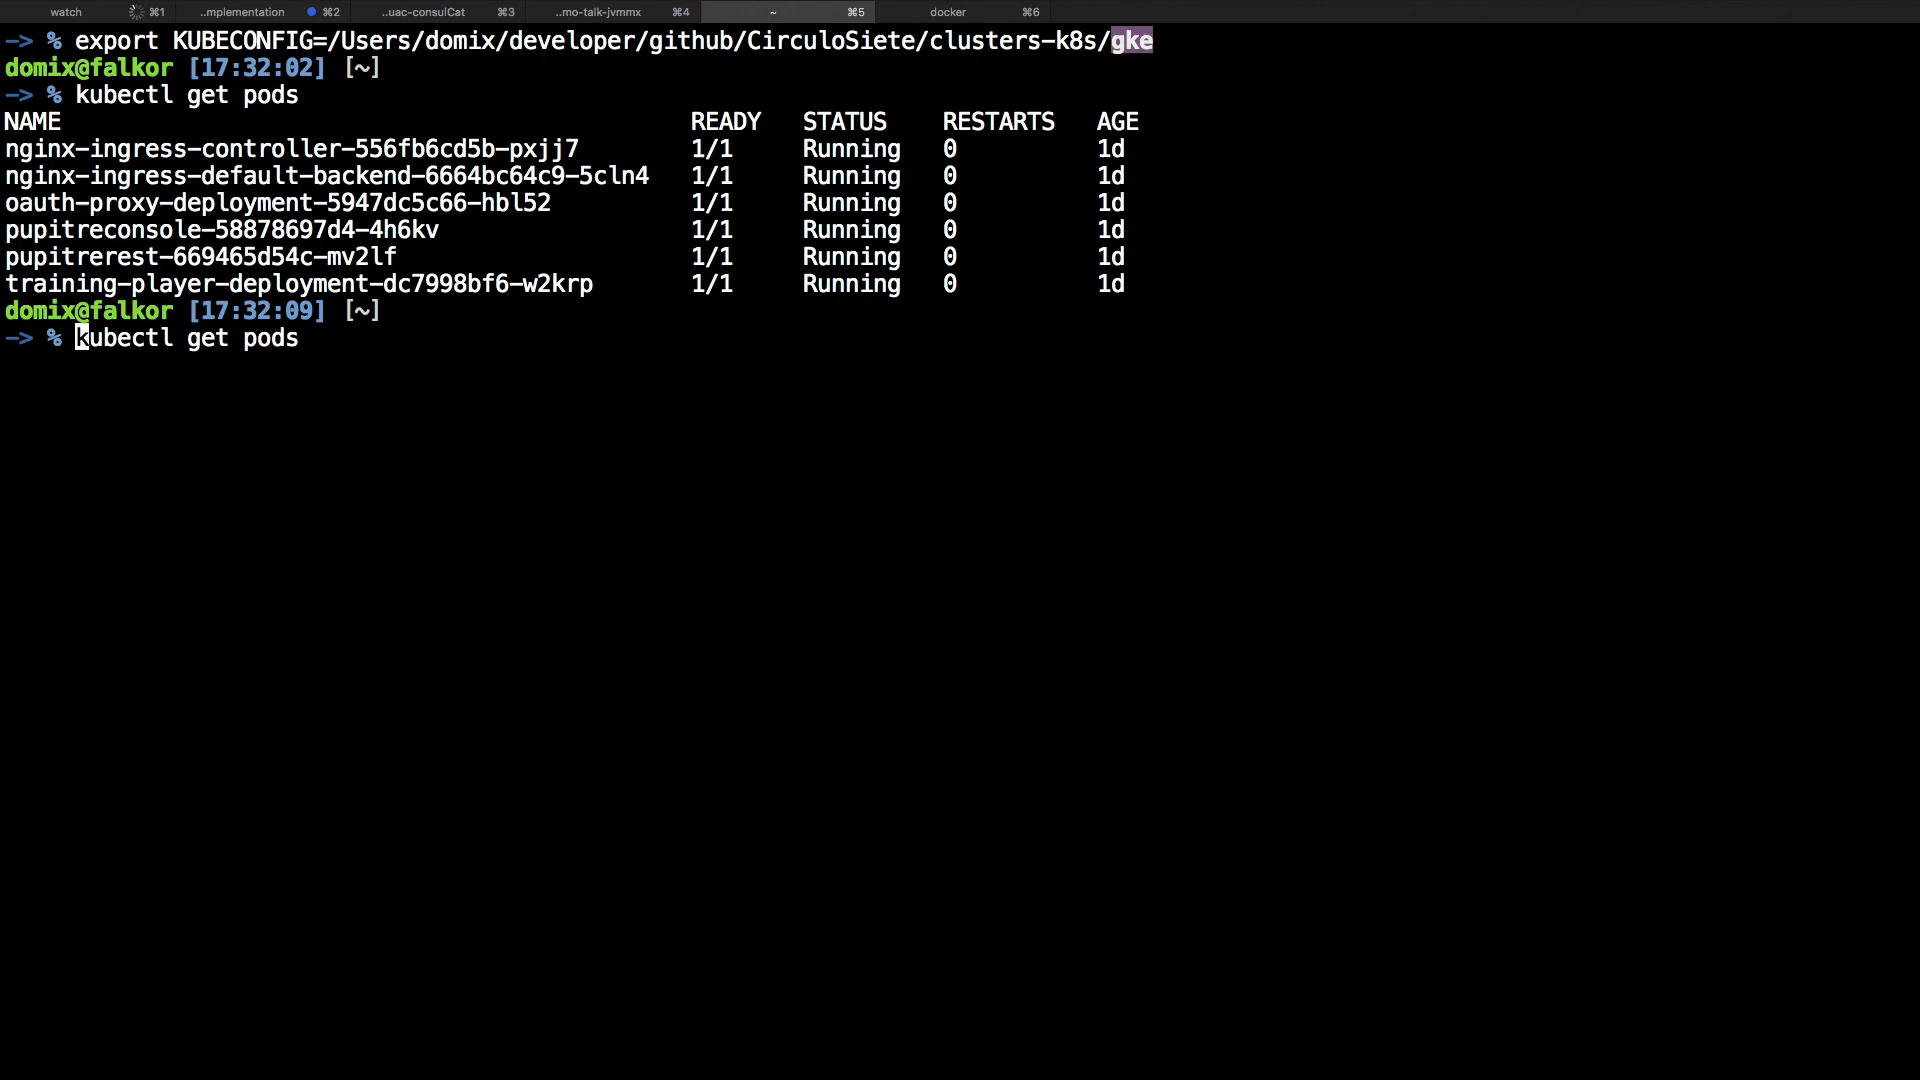 watch ⌘1 ..mplementation ⌘2 ..uac-consulCat ⌘3 ..mo-talk-jvmmx ⌘4 ~ ⌘5 docker ⌘6
-> % export KUBECONFIG=/Users/domix/developer/github/CirculoSiete/clusters-k8s/gke
domix@falkor [17:32:02] [~]
-> % kubectl get pods
NAME READY STATUS RESTARTS AGE
nginx-ingress-controller-556fb6cd5b-pxjj7 1/1 Running 0 1d
nginx-ingress-default-backend-6664bc64c9-5cln4 1/1 Running 0 1d
oauth-proxy-deployment-5947dc5c66-hbl52 1/1 Running 0 1d
pupitreconsole-58878697d4-4h6kv 1/1 Running 0 1d
pupitrerest-669465d54c-mv2lf 1/1 Running 0 1d
training-player-deployment-dc7998bf6-w2krp 1/1 Running 0 1d
domix@falkor [17:32:09] [~]
-> % kubectl get pods